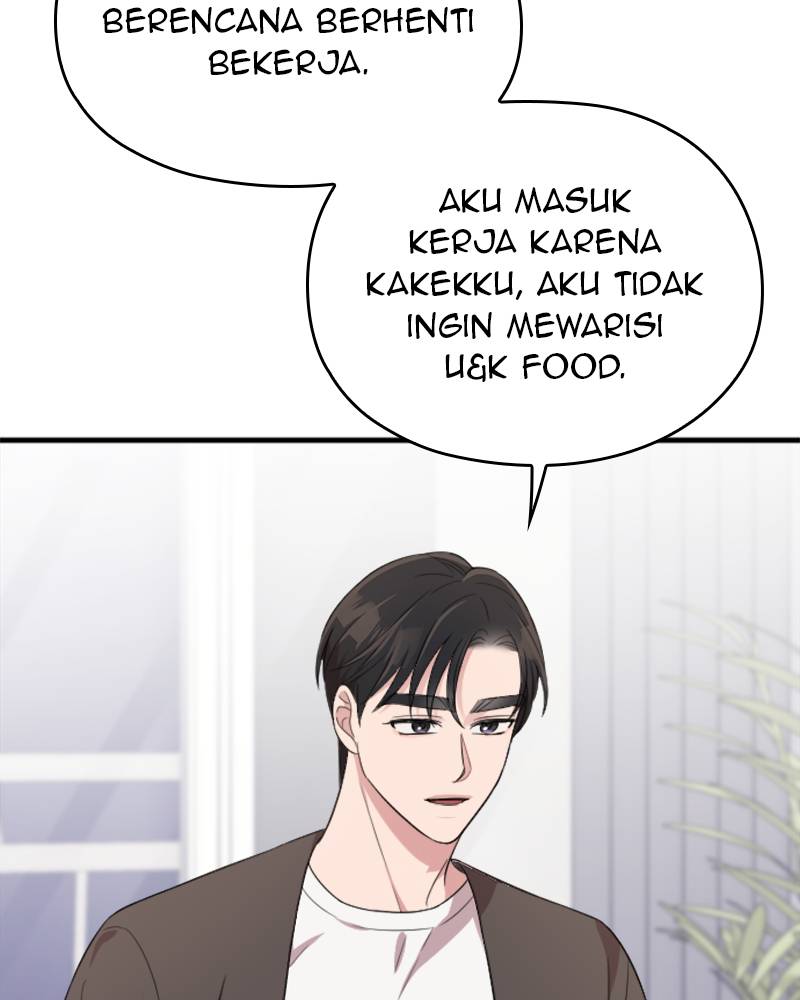 BERENCANA BERHENTI
BEKERJA.
AKU MASUK
KERJA KARENA
KAKEKKU, AKU TIDAK
INGIN MEWARISI
U&K FOOD.